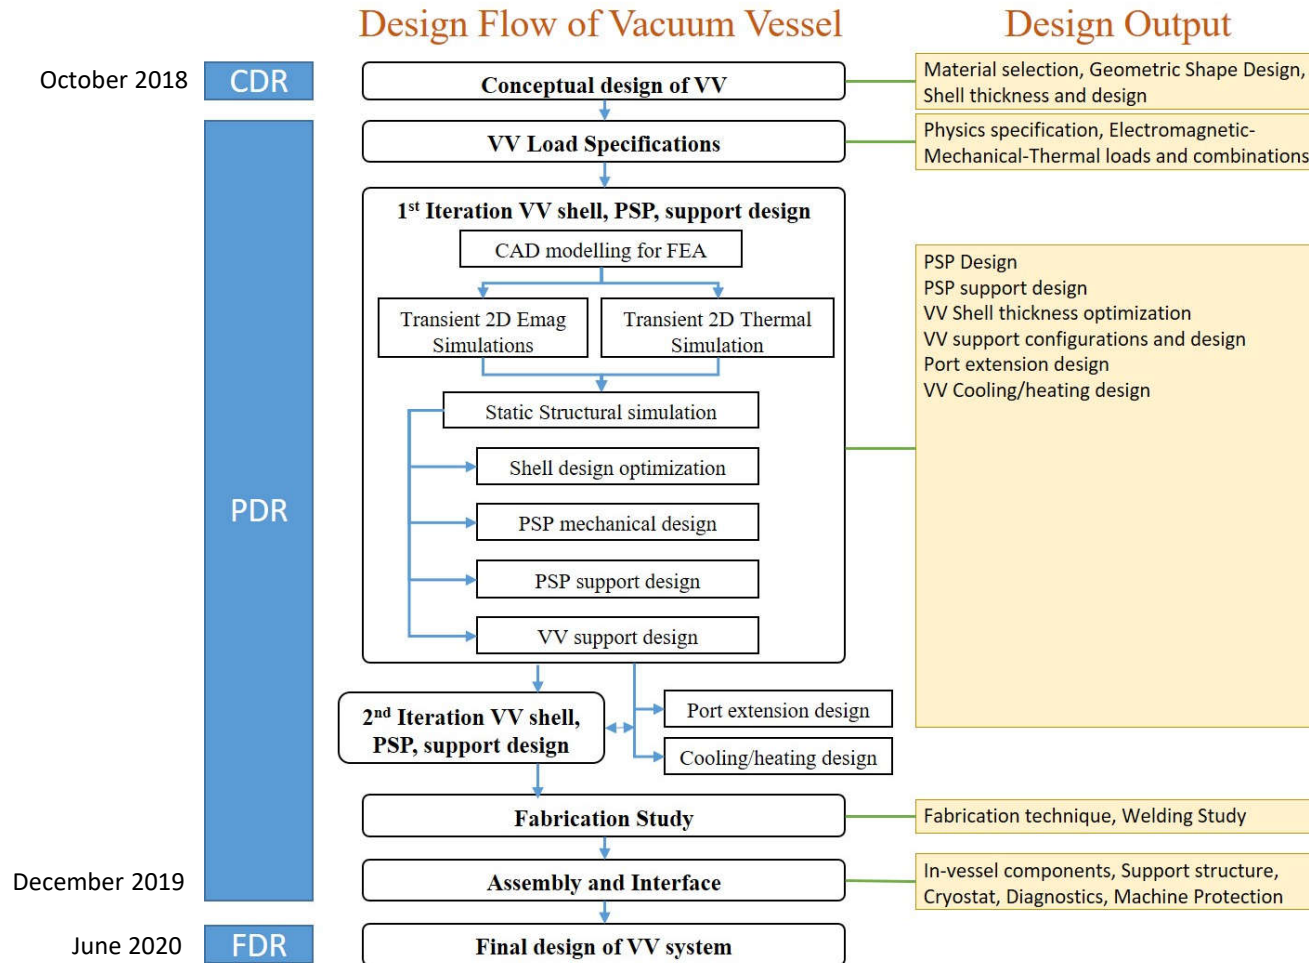 Design Flow of Vacuum Vessel
Design Output
October 2018
CDR
Conceptual design of VV
Material selection, Geometric Shape Design,
Shell thickness and design
PDR
VV Load Specifications
Physics specification, Electromagnetic-
Mechanical-Thermal loads and combinations
1st Iteration VV shell, PSP, support design
CAD modelling for FEA
Transient 2D Emag
Simulations
Transient 2D Thermal
Simulation
Static Structural simulation
Shell design optimization
PSP mechanical design
PSP support design
VV support design
PSP Design
PSP support design
VV Shell thickness optimization
VV support configurations and design
Port extension design
VV Cooling/heating design
2nd Iteration VV shell,
PSP, support design
Port extension design
Cooling/heating design
Fabrication Study
Fabrication technique, Welding Study
December 2019
Assembly and Interface
In-vessel components, Support structure,
Cryostat, Diagnostics, Machine Protection
June 2020
FDR
Final design of VV system